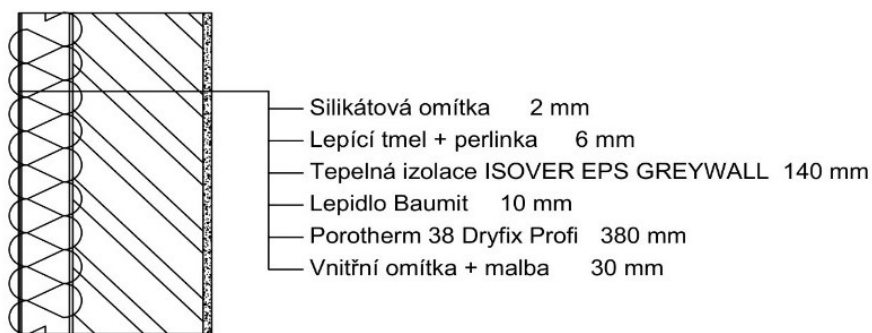 Silikátová omítka 2 mm
Lepící tmel + perlinka 6 mm
Tepelná izolace ISOVER EPS GREYWALL 140 mm
Lepidlo Baumit 10 mm
Porotherm 38 Dryfix Profi 380 mm
Vnitřní omítka + malba 30 mm